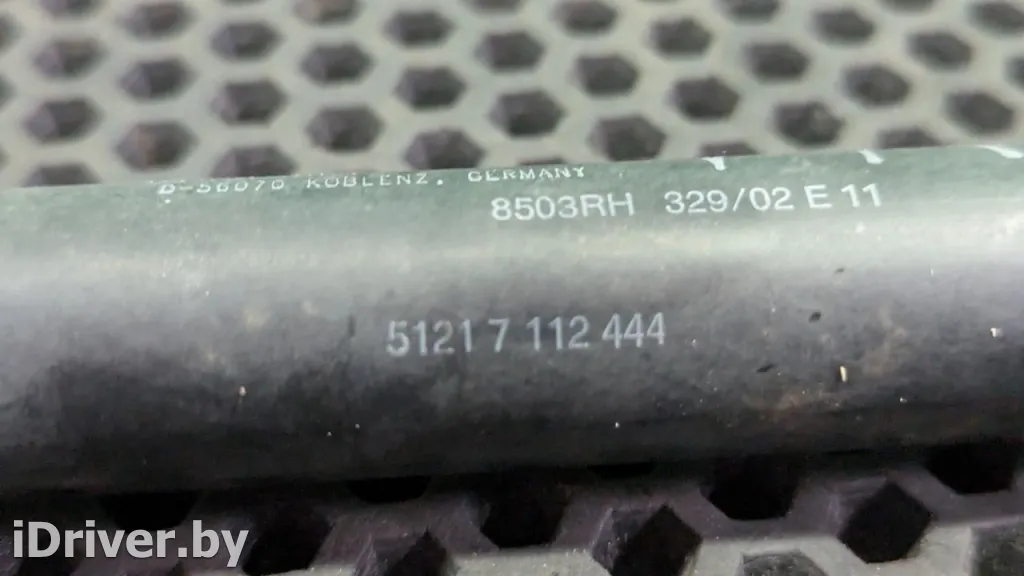 D-56070 KOBLENZ. GERMANY
8503RH 329/02 E 11
5121 7 112 444
iDriver.by